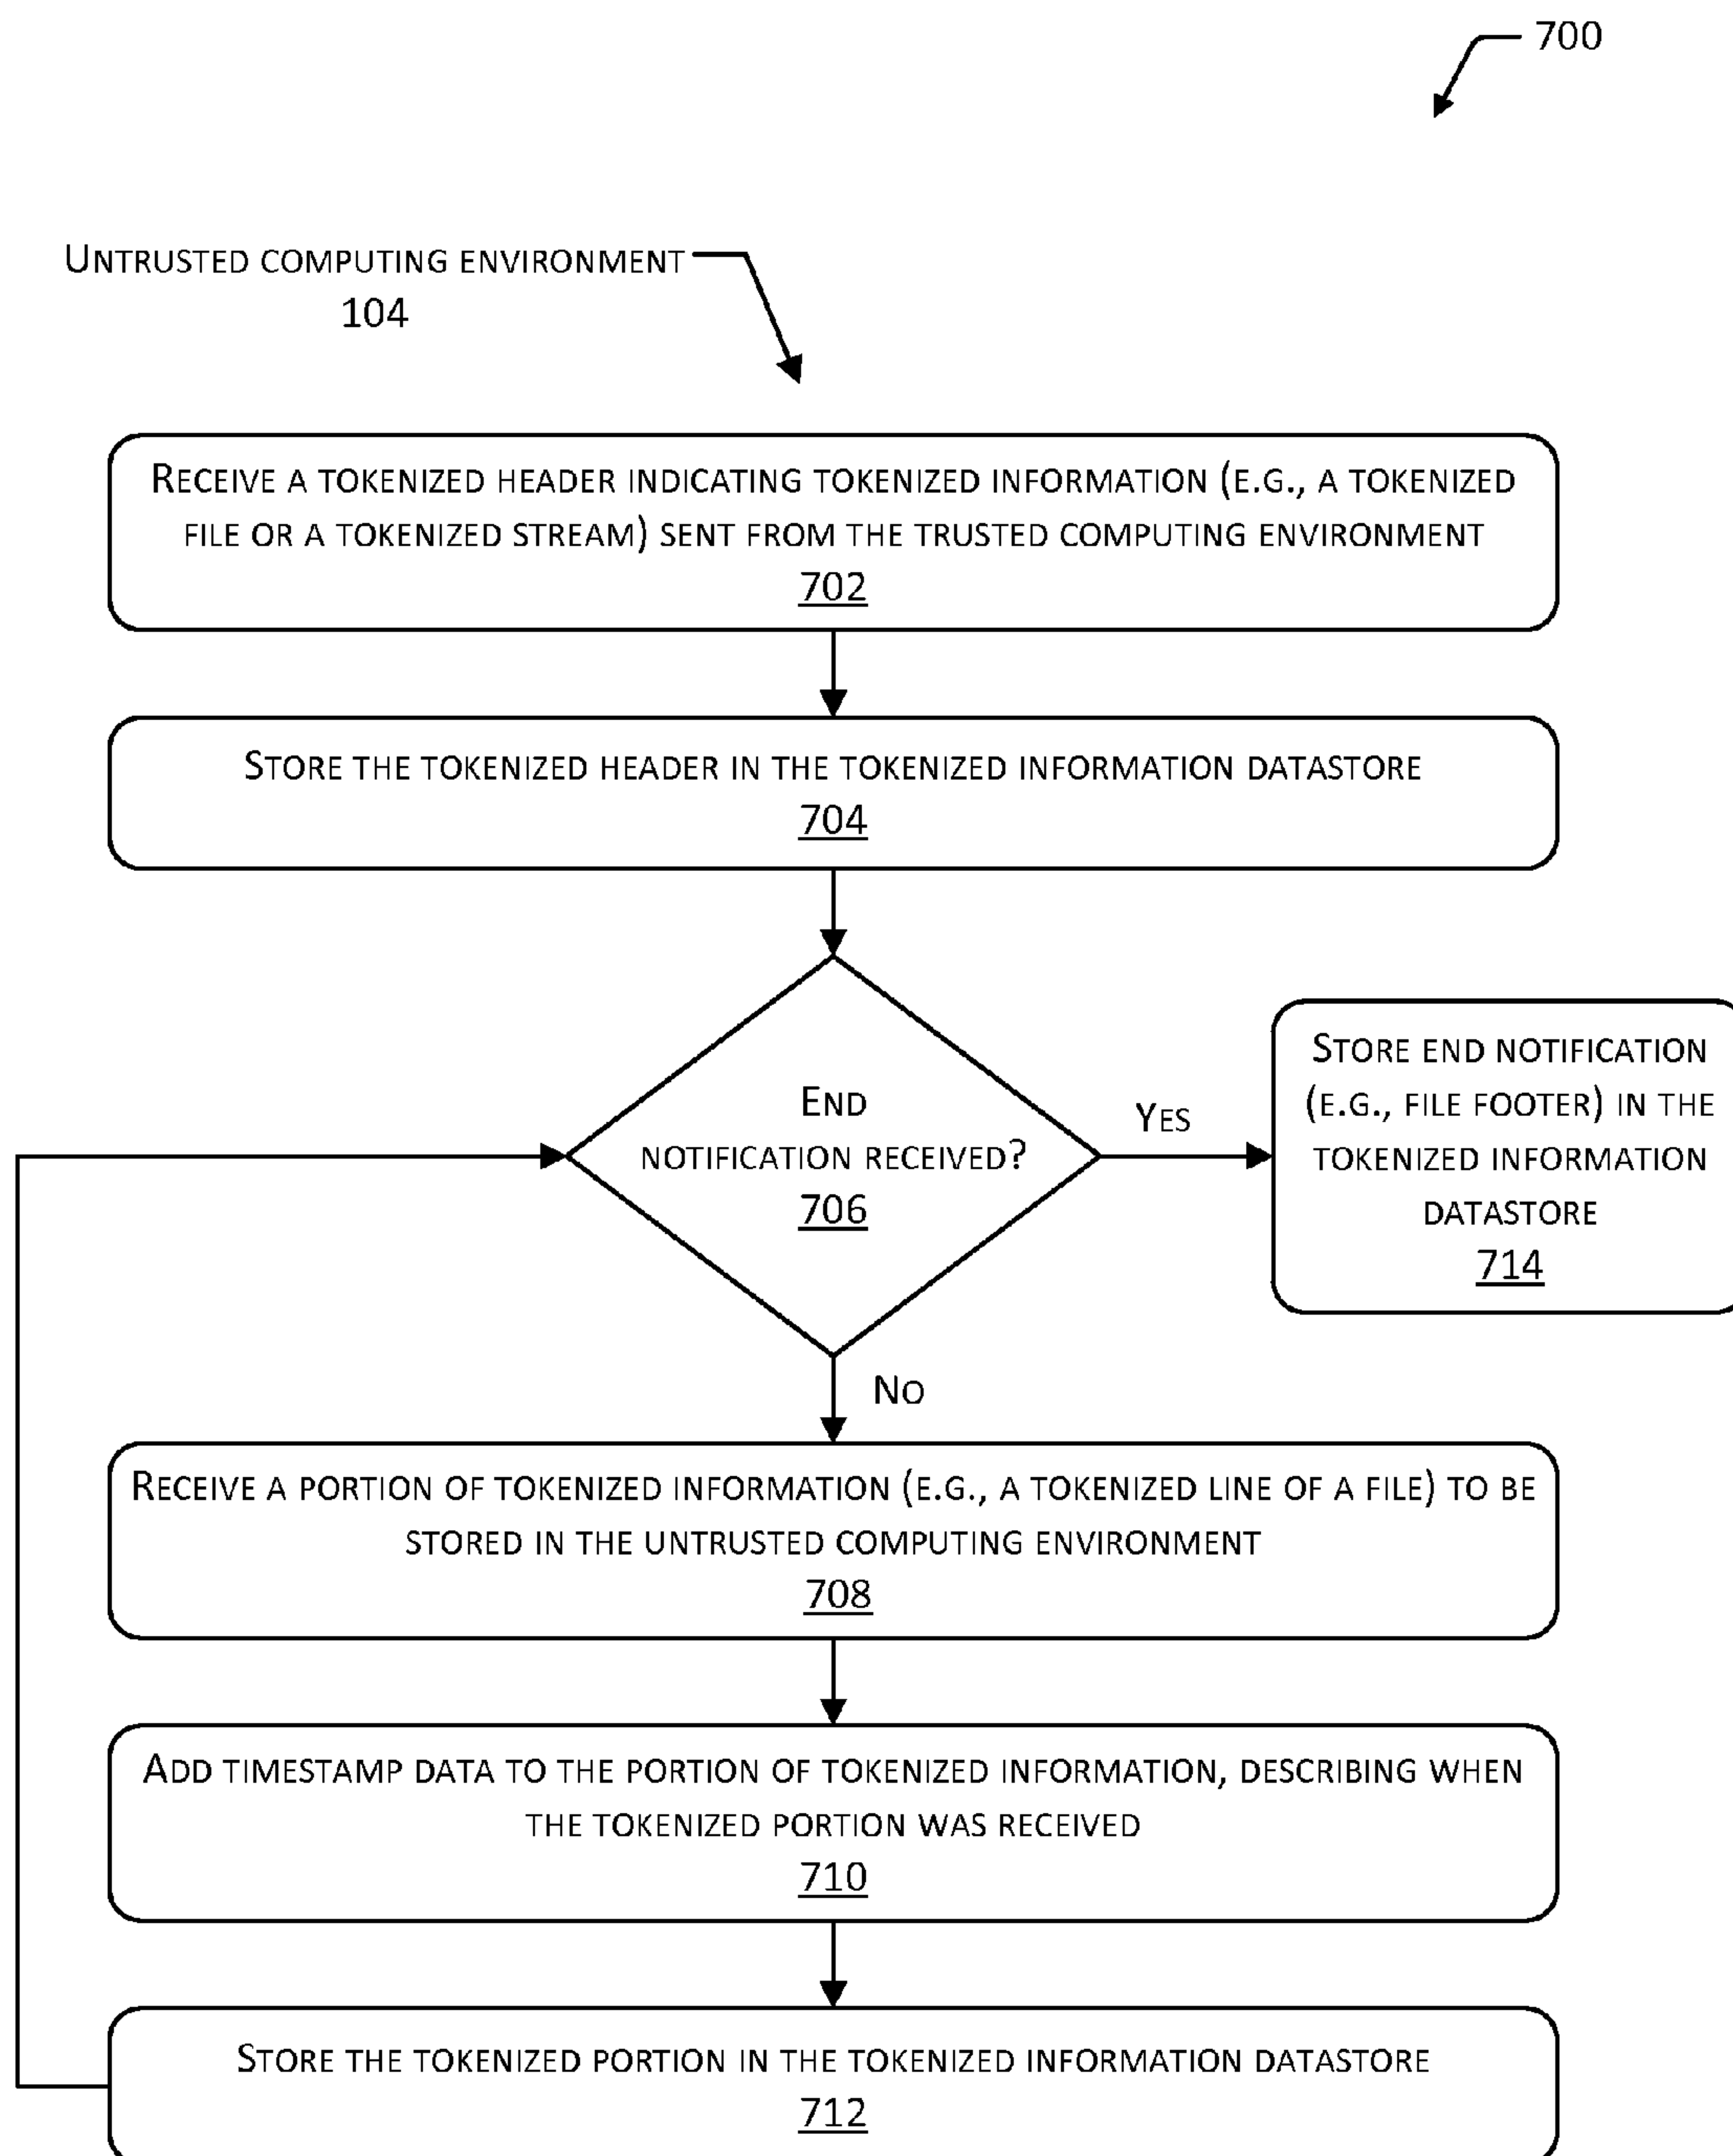 700
Untrusted computing environment
104
Receive a tokenized header indicating tokenized information (e.g., a tokenized
file or a tokenized stream) sent from the trusted computing environment
702
Store the tokenized header in the tokenized information datastore
704
End
notification received?
706
Yes
Store end notification
(e.g., file footer) in the
tokenized information
datastore
714
No
Receive a portion of tokenized information (e.g., a tokenized line of a file) to be
stored in the untrusted computing environment
708
Add timestamp data to the portion of tokenized information, describing when
the tokenized portion was received
710
Store the tokenized portion in the tokenized information datastore
712